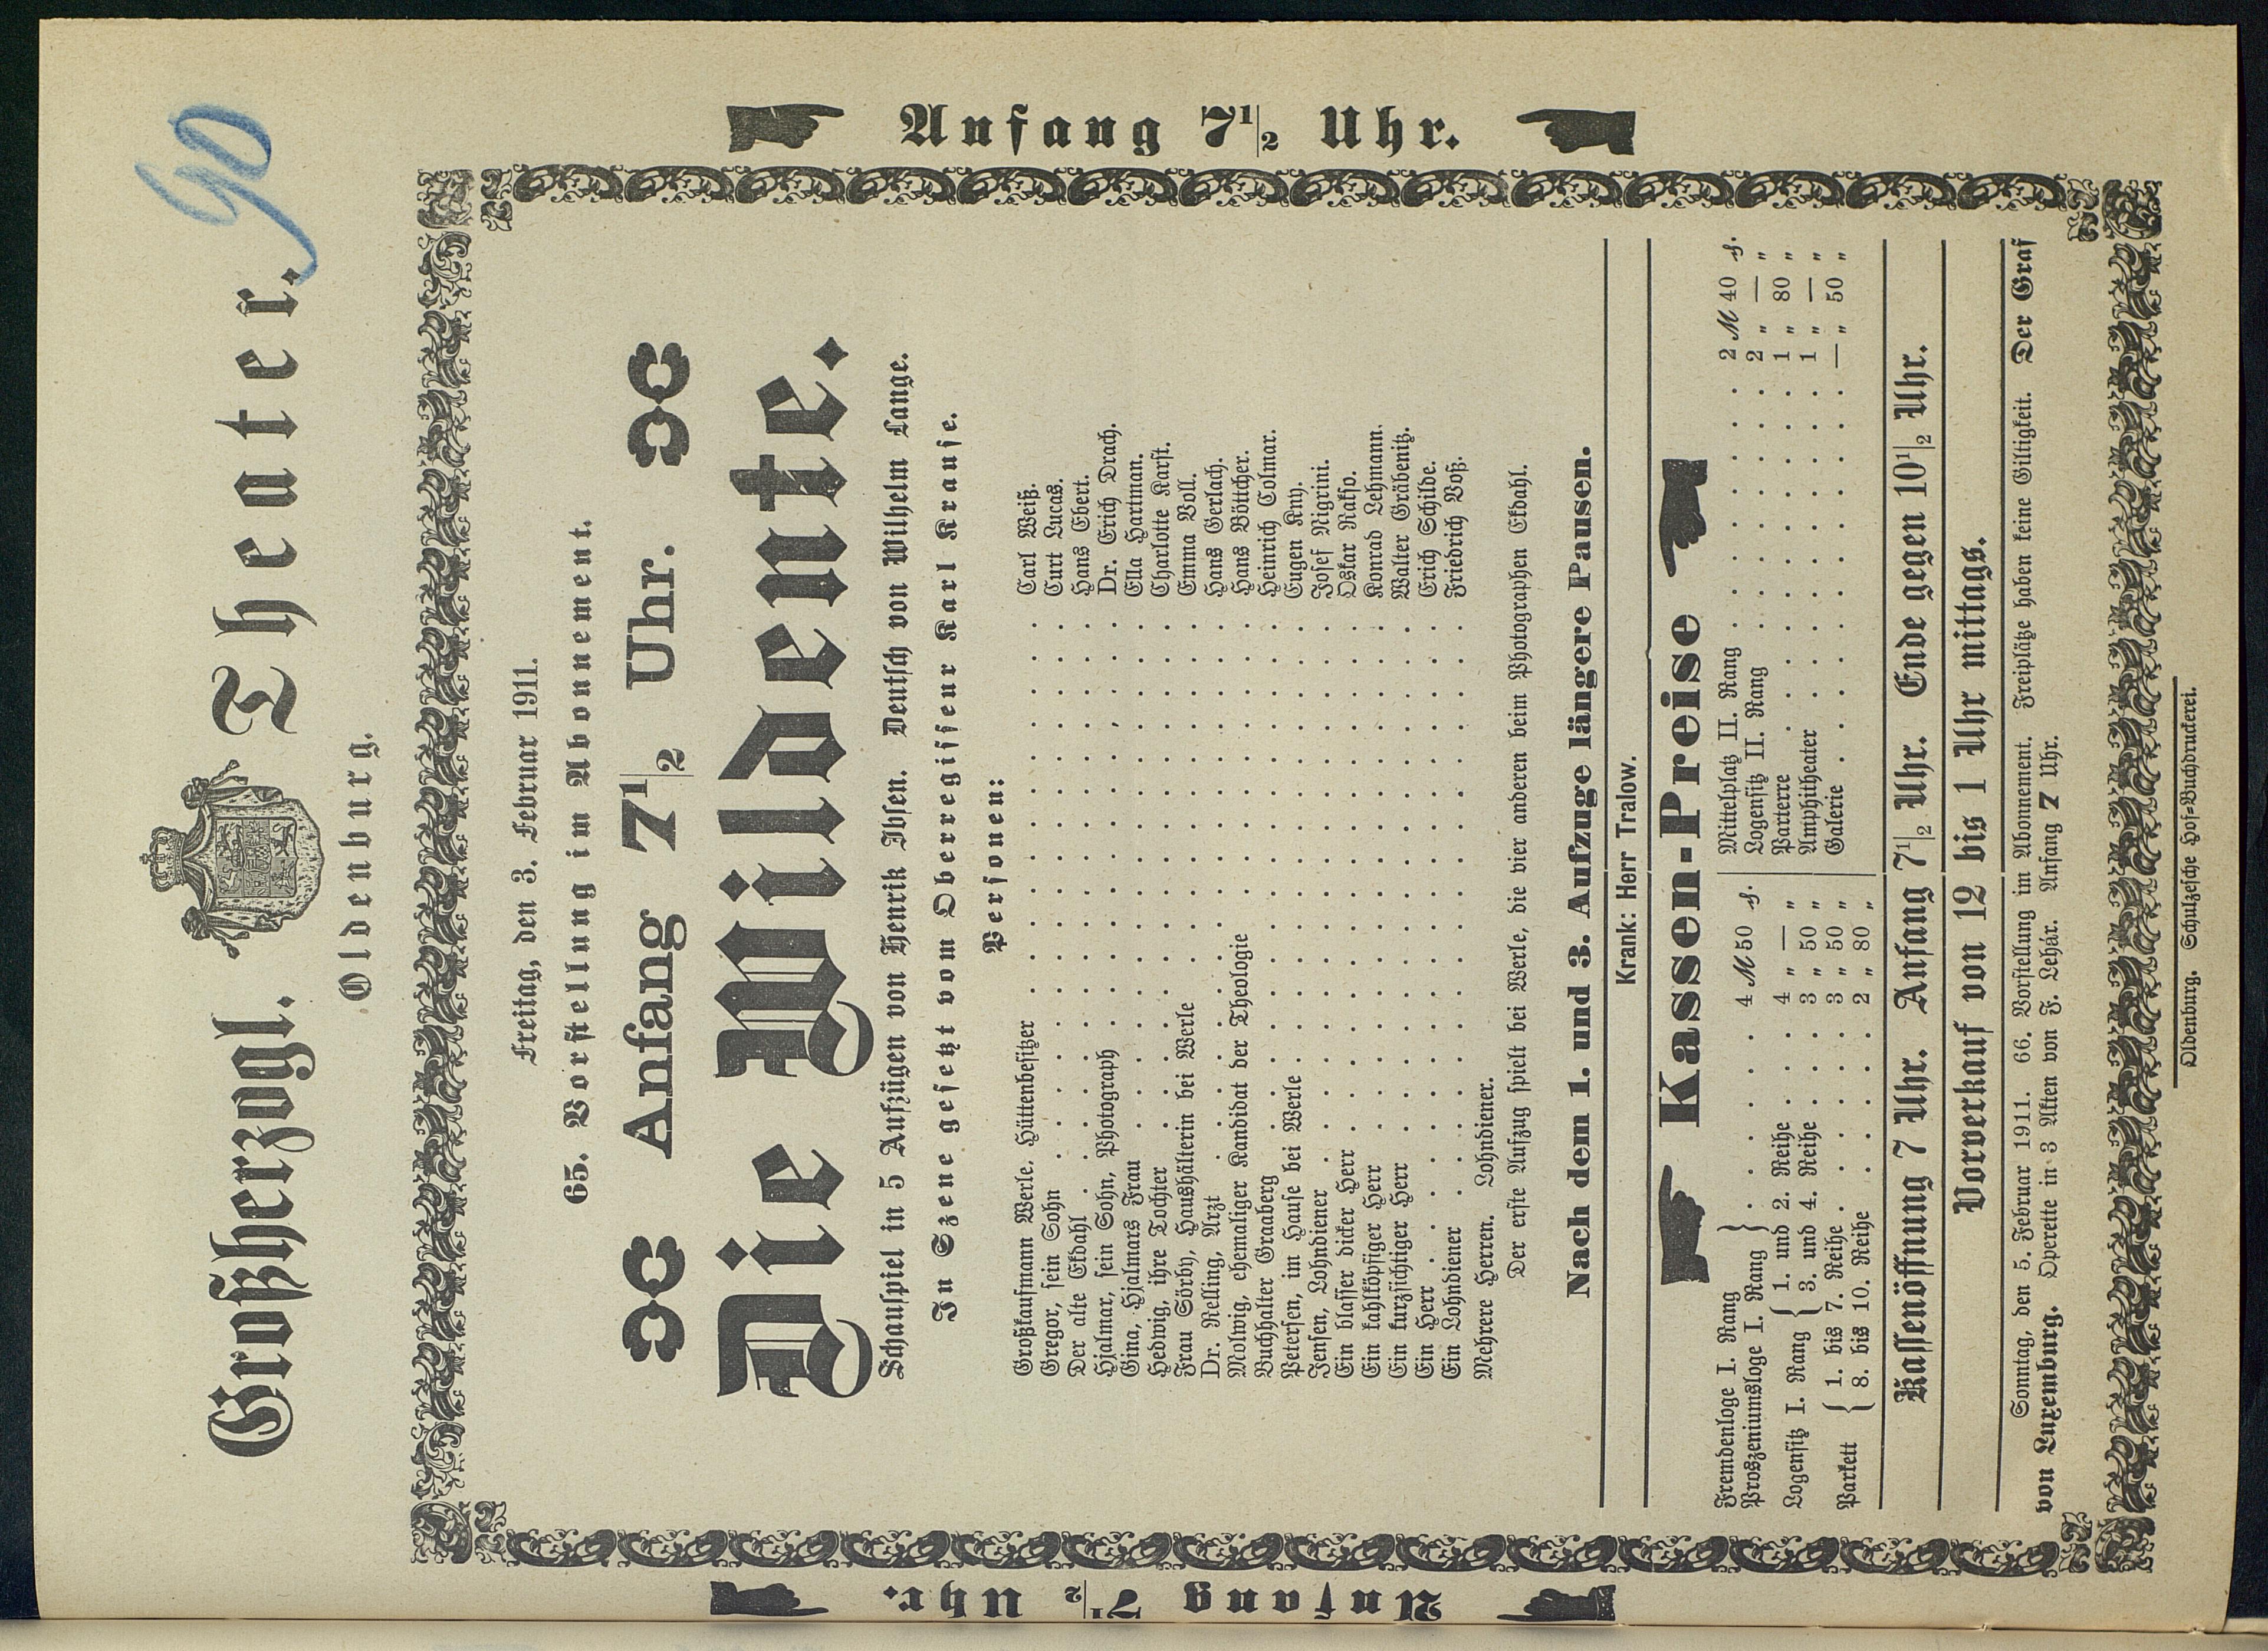 90
Großherzogl. Theater.
Oldenburg.
Anfang 7 1/2 Uhr.
Freitag, den 3. Februar 1911.
65. Vorstellung im Abonnement.
Anfang 7 1/2 Uhr.
Die Wildente.
Schauspiel in 5 Aufzügen von Henrik Ibsen. Deutsch von Wilhelm Lange.
In Szene gesetzt vom Oberregisseur Karl Krause.
Personen:
Großkaufmann Werle, Hüttenbesitzer . . . Carl Weiß.
Gregor, sein Sohn . . . Curt Lucas.
Der alte Ekdahl . . . Hans Ebert.
Hjalmar, sein Sohn, Photograph . . . Dr. Erich Drach.
Gina, Hjalmars Frau . . . Ella Hartman.
Hedwig, ihre Tochter . . . Charlotte Karst.
Frau Sörby, Haushälterin bei Werle . . . Emma Boll.
Dr. Relling, Arzt . . . Hans Gerlach.
Molwig, ehemaliger Kandidat der Theologie . . . Hans Böttcher.
Buchhalter Graaberg . . . Heinrich Colmar.
Petersen, im Hause bei Werle . . . Eugen Kny.
Jensen, Lohndiener . . . Josef Nigrini.
Ein blasser dicker Herr . . . Oskar Rakso.
Ein kahlköpfiger Herr . . . Konrad Lehmann.
Ein kurzsichtiger Herr . . . Walter Gräbenitz.
Ein Herr . . . Erich Schilde.
Ein Lohndiener . . . Friedrich Voß.
Mehrere Herren. Lohndiener.
Der erste Aufzug spielt bei Werle, die vier anderen beim Photographen Ekdahl.
Nach dem 1. und 3. Aufzuge längere Pausen.
Krank: Herr Tralow.
Kassen-Preise
Fremdenloge I. Rang
Proszeniumsloge I. Rang } . . . 4 M 50 ₰.
Logensitz I. Rang { 1. und 2. Reihe . . . 4 " — "
3. und 4. Reihe . . . 3 " 50 "
Parkett { 1. bis 7. Reihe . . . 3 " 50 "
8. bis 10. Reihe . . . 2 " 80 "
Mittelplatz II. Rang . . . 2 M 40 ₰.
Logensitz II. Rang . . . 2 " — "
Parterre . . . 1 " 80 "
Amphitheater . . . 1 " — "
Galerie . . . — " 50 "
Kassenöffnung 7 Uhr. Anfang 7 1/2 Uhr. Ende gegen 10 1/2 Uhr.
Vorverkauf von 12 bis 1 Uhr mittags.
Sonntag, den 5. Februar 1911. 66. Vorstellung im Abonnement. Freiplätze haben keine Giltigkeit. Der Graf
von Luxemburg. Operette in 3 Akten von F. Lehár. Anfang 7 Uhr.
Oldenburg. Schulzesche Hof-Buchdruckerei.
Anfang 7 1/2 Uhr.